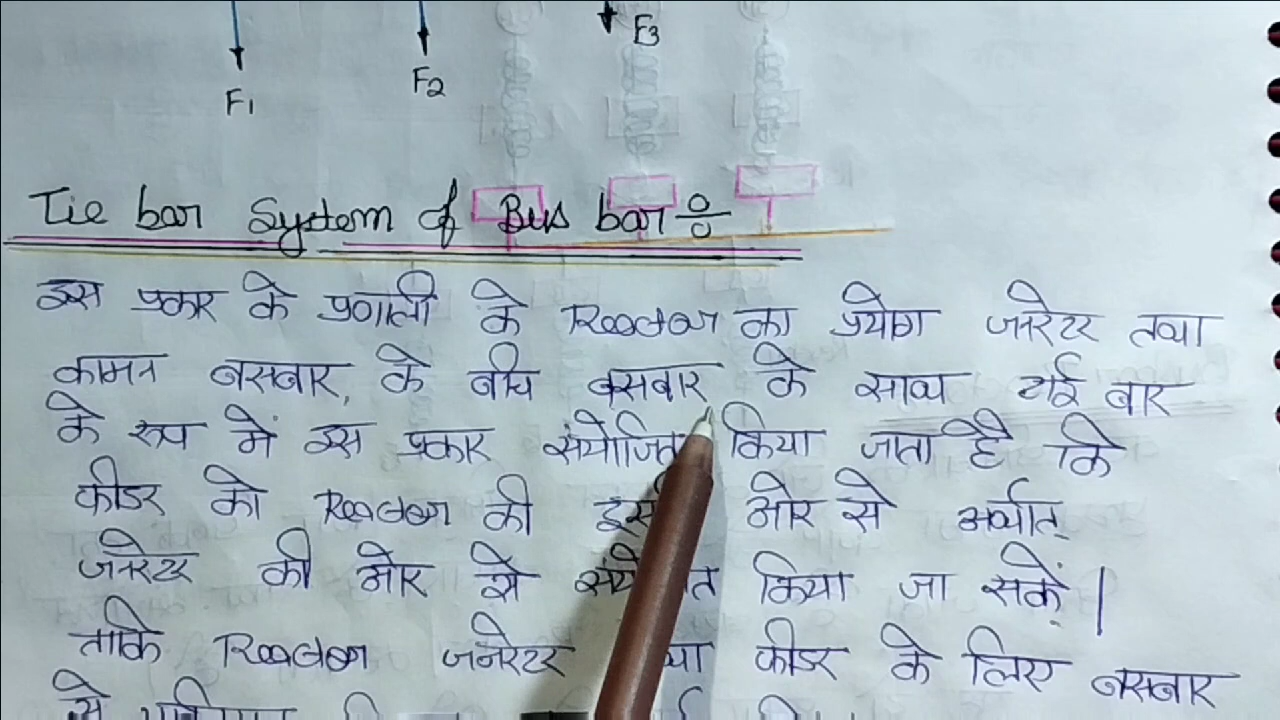 F1 F2 F3
Tie bar System of Bus bar ÷
इस प्रकार के प्रणाली के Reactor का प्रयोग जनरेटर तथा
कामन बसबार, के बीच बसबार के साथ टाई बार
के रूप में इस प्रकार संयोजित किया जाता है कि
फीडर को Reactor की ओर से अर्थात्
जनरेटर की ओर से किया जा सकें |
ताकि Reactor जनरेटर फीडर के लिए बसबार
से